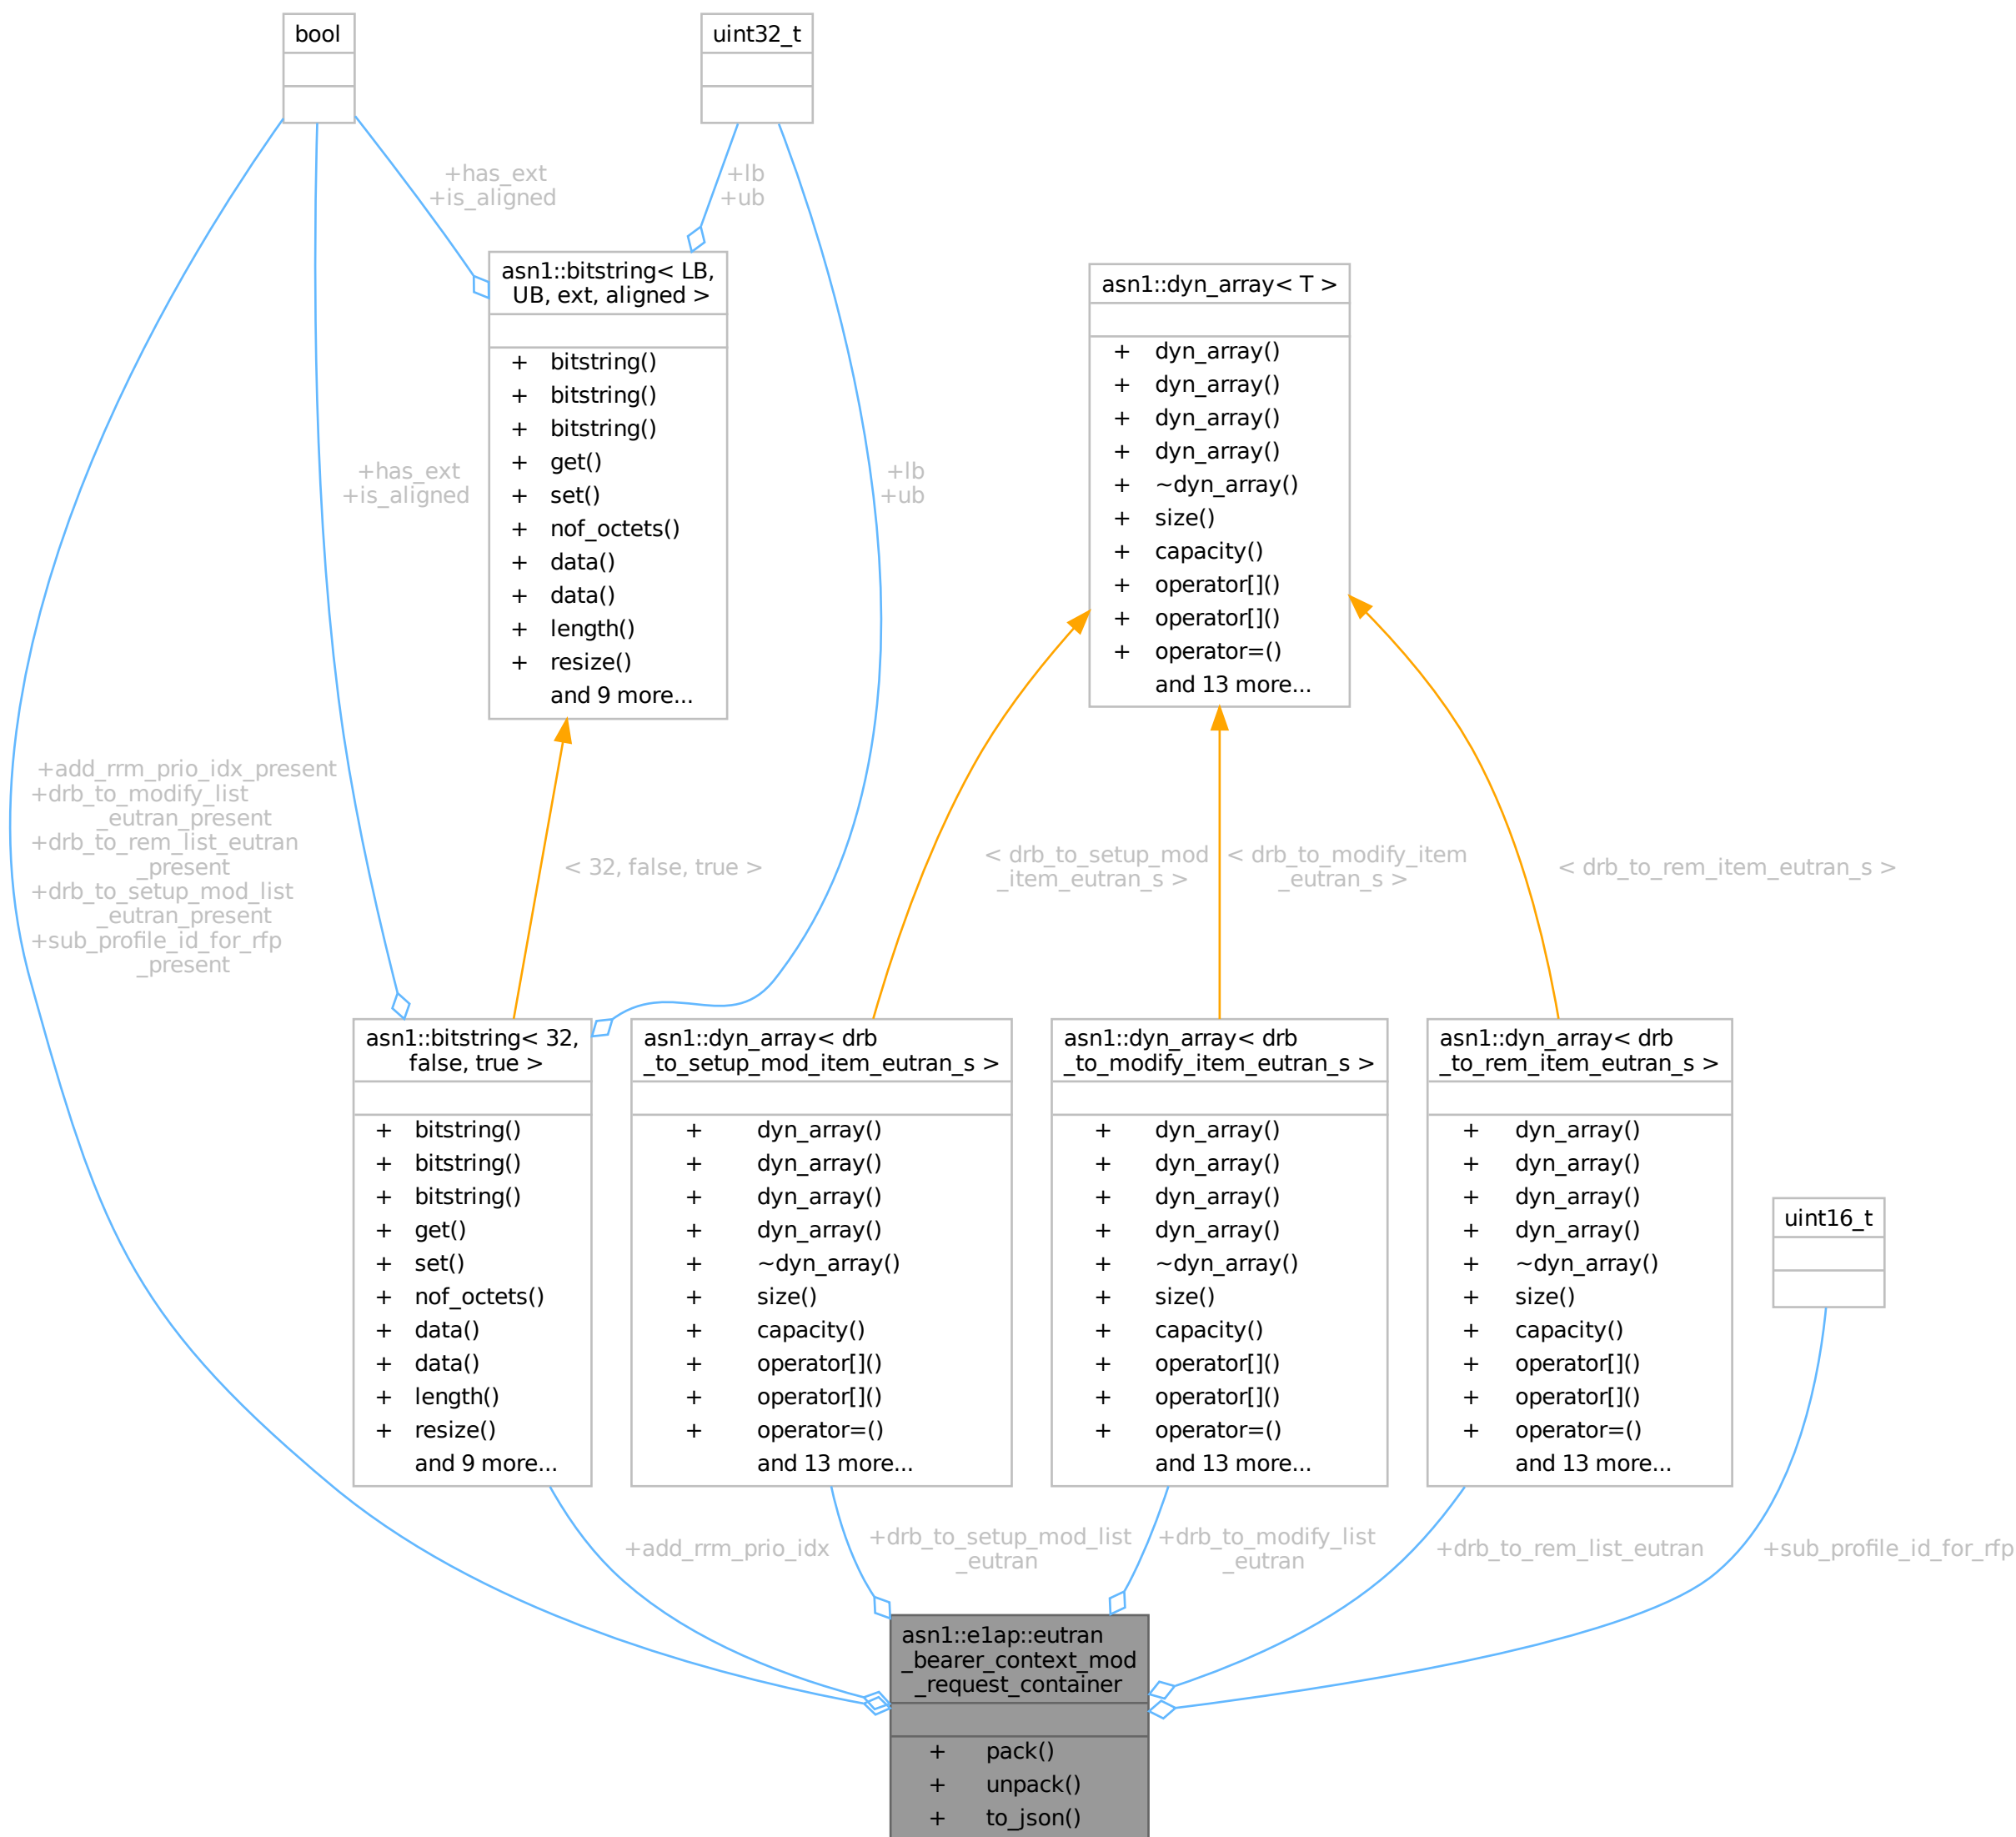 bool
uint32_t
+has_ext
+is_aligned
+lb
+ub
asn1::bitstring< LB,
UB, ext, aligned >
+ bitstring()
+ bitstring()
+ bitstring()
+ get()
+ set()
+ nof_octets()
+ data()
+ data()
+ length()
+ resize()
and 9 more...
asn1::dyn_array< T >
+ dyn_array()
+ dyn_array()
+ dyn_array()
+ dyn_array()
+ ~dyn_array()
+ size()
+ capacity()
+ operator[]()
+ operator[]()
+ operator=()
and 13 more...
+has_ext
+is_aligned
+lb
+ub
+add_rrm_prio_idx_present
+drb_to_modify_list
_eutran_present
+drb_to_rem_list_eutran
_present
+drb_to_setup_mod_list
_eutran_present
+sub_profile_id_for_rfp
_present
< 32, false, true >
< drb_to_setup_mod
_item_eutran_s >
< drb_to_modify_item
_eutran_s >
< drb_to_rem_item_eutran_s >
asn1::bitstring< 32,
false, true >
+ bitstring()
+ bitstring()
+ bitstring()
+ get()
+ set()
+ nof_octets()
+ data()
+ data()
+ length()
+ resize()
and 9 more...
asn1::dyn_array< drb
_to_setup_mod_item_eutran_s >
+ dyn_array()
+ dyn_array()
+ dyn_array()
+ dyn_array()
+ ~dyn_array()
+ size()
+ capacity()
+ operator[]()
+ operator[]()
+ operator=()
and 13 more...
asn1::dyn_array< drb
_to_modify_item_eutran_s >
+ dyn_array()
+ dyn_array()
+ dyn_array()
+ dyn_array()
+ ~dyn_array()
+ size()
+ capacity()
+ operator[]()
+ operator[]()
+ operator=()
and 13 more...
asn1::dyn_array< drb
_to_rem_item_eutran_s >
+ dyn_array()
+ dyn_array()
+ dyn_array()
+ dyn_array()
+ ~dyn_array()
+ size()
+ capacity()
+ operator[]()
+ operator[]()
+ operator=()
and 13 more...
uint16_t
+add_rrm_prio_idx
+drb_to_setup_mod_list
_eutran
+drb_to_modify_list
_eutran
+drb_to_rem_list_eutran
+sub_profile_id_for_rfp
asn1::e1ap::eutran
_bearer_context_mod
_request_container
+ pack()
+ unpack()
+ to_json()